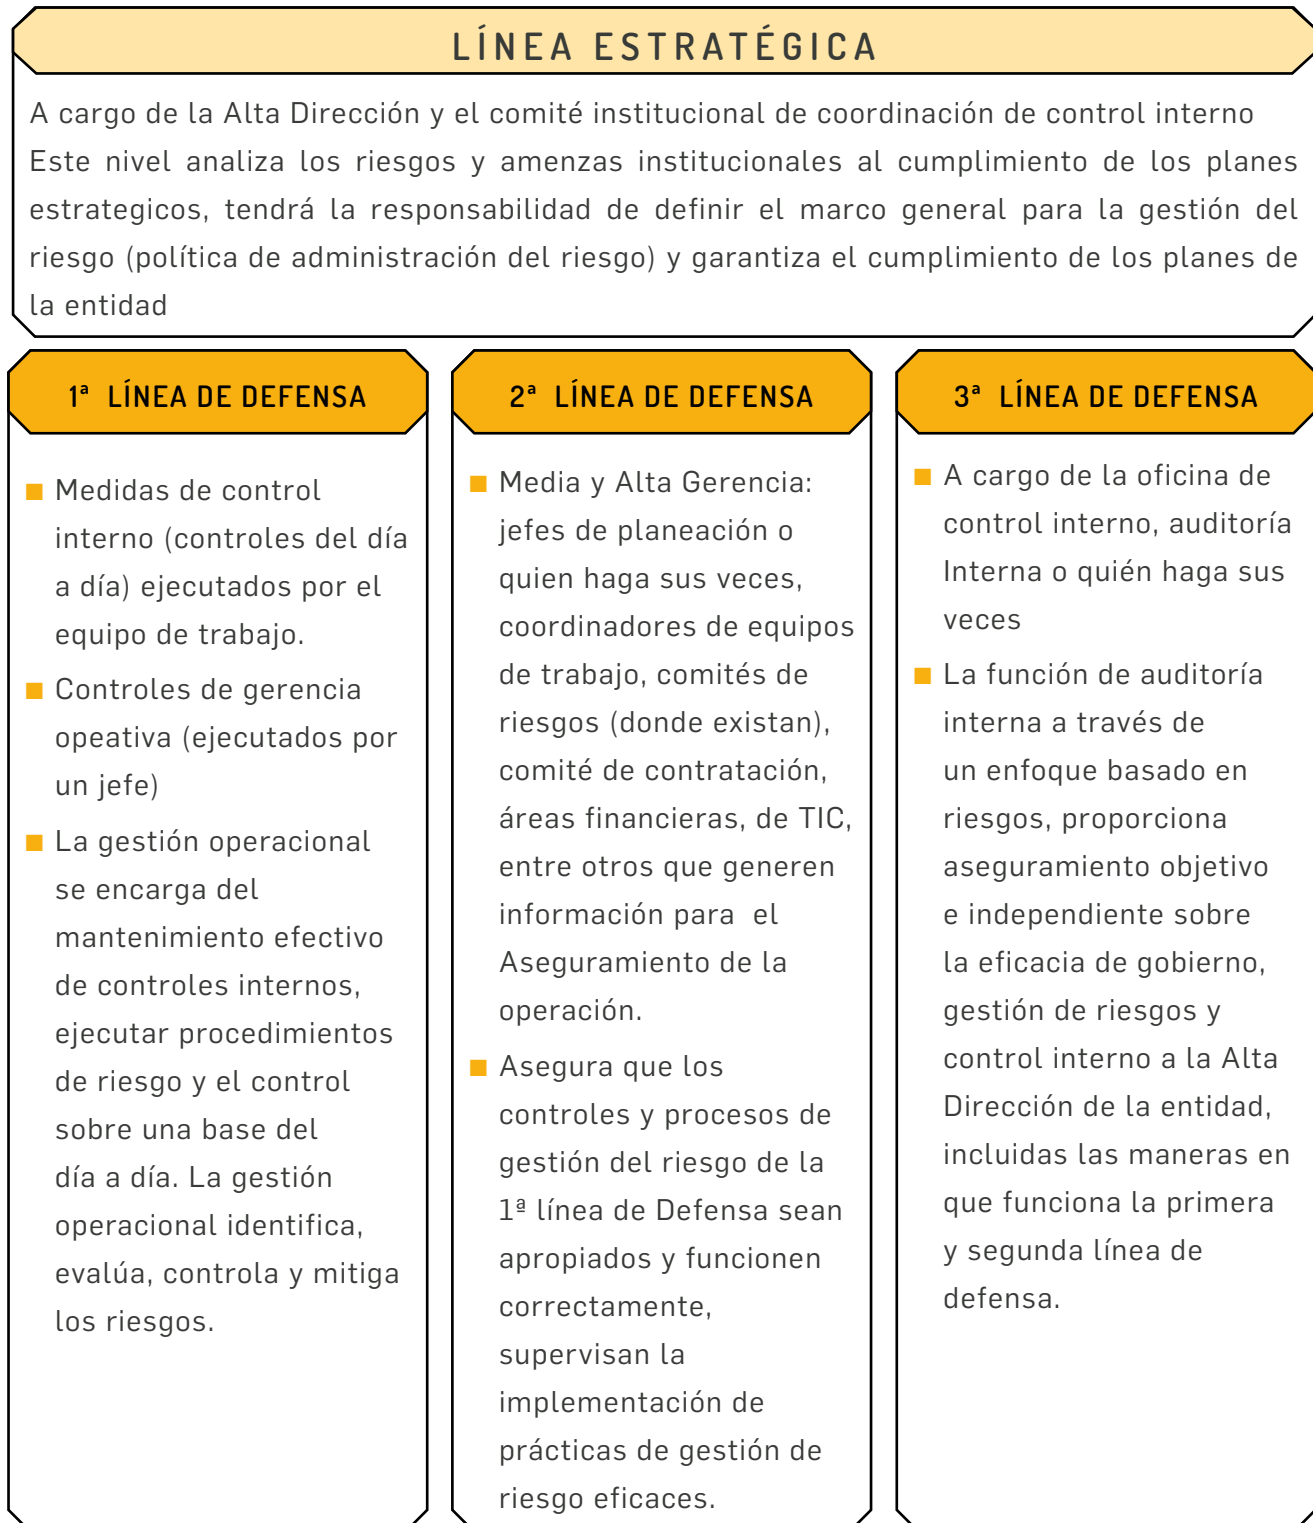 LÍNEA ESTRATÉGICA
A cargo de la Alta Dirección y el comité institucional de coordinación de control interno
Este nivel analiza los riesgos y amenzas institucionales al cumplimiento de los planes
estrategicos, tendrá la responsabilidad de definir el marco general para la gestión del
riesgo (política de administración del riesgo) y garantiza el cumplimiento de los planes de
la entidad
1ª LÍNEA DE DEFENSA
■ Medidas de control
interno (controles del día
a día) ejecutados por el
equipo de trabajo.
■ Controles de gerencia
opeativa (ejecutados por
un jefe)
■ La gestión operacional
se encarga del
mantenimiento efectivo
de controles internos,
ejecutar procedimientos
de riesgo y el control
sobre una base del
día a día. La gestión
operacional identifica,
evalúa, controla y mitiga
los riesgos.
2ª LÍNEA DE DEFENSA
■ Media y Alta Gerencia:
jefes de planeación o
quien haga sus veces,
coordinadores de equipos
de trabajo, comités de
riesgos (donde existan),
comité de contratación,
áreas financieras, de TIC,
entre otros que generen
información para el
Aseguramiento de la
operación.
■ Asegura que los
controles y procesos de
gestión del riesgo de la
1ª línea de Defensa sean
apropiados y funcionen
correctamente,
supervisan la
implementación de
prácticas de gestión de
riesgo eficaces.
3ª LÍNEA DE DEFENSA
■ A cargo de la oficina de
control interno, auditoría
Interna o quién haga sus
veces
■ La función de auditoría
interna a través de
un enfoque basado en
riesgos, proporciona
aseguramiento objetivo
e independiente sobre
la eficacia de gobierno,
gestión de riesgos y
control interno a la Alta
Dirección de la entidad,
incluidas las maneras en
que funciona la primera
y segunda línea de
defensa.